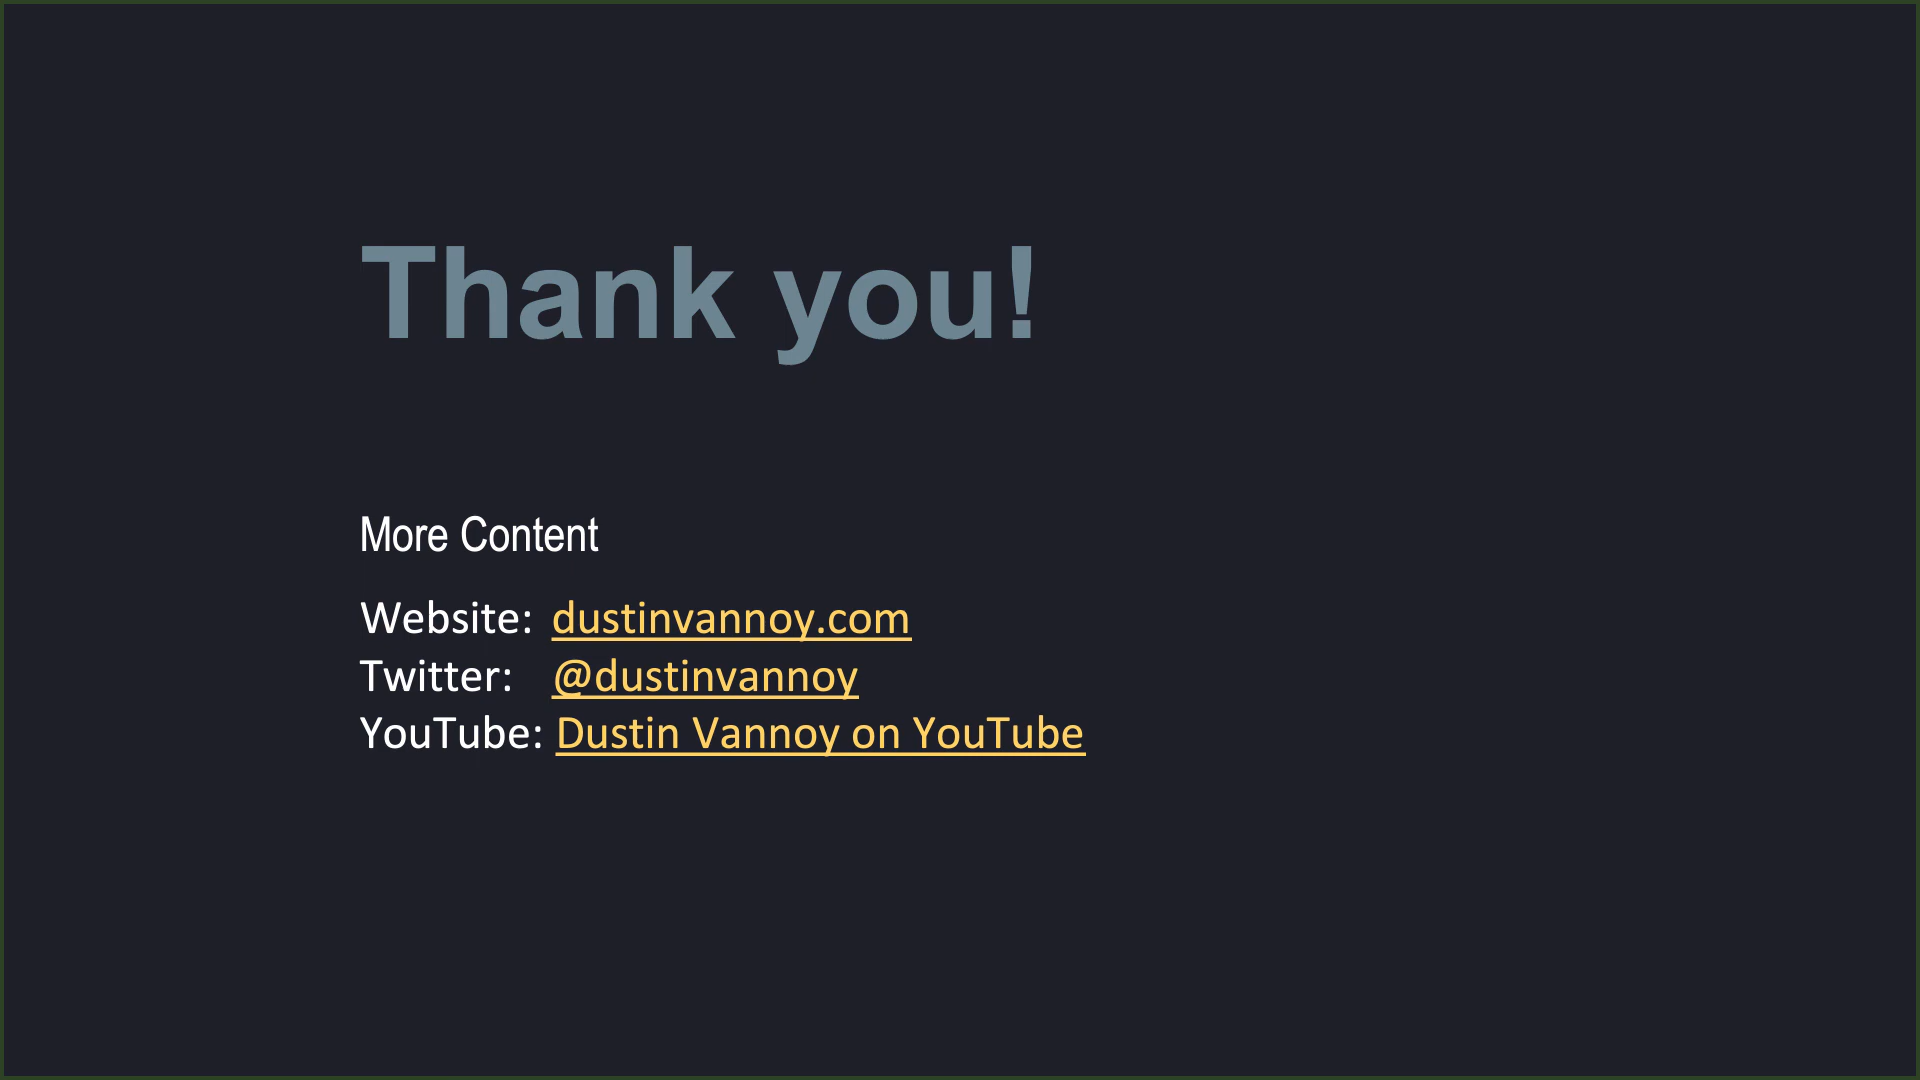 Thank you!
More Content
Website: dustinvannoy.com
Twitter: @dustinvannoy
YouTube: Dustin Vannoy on YouTube